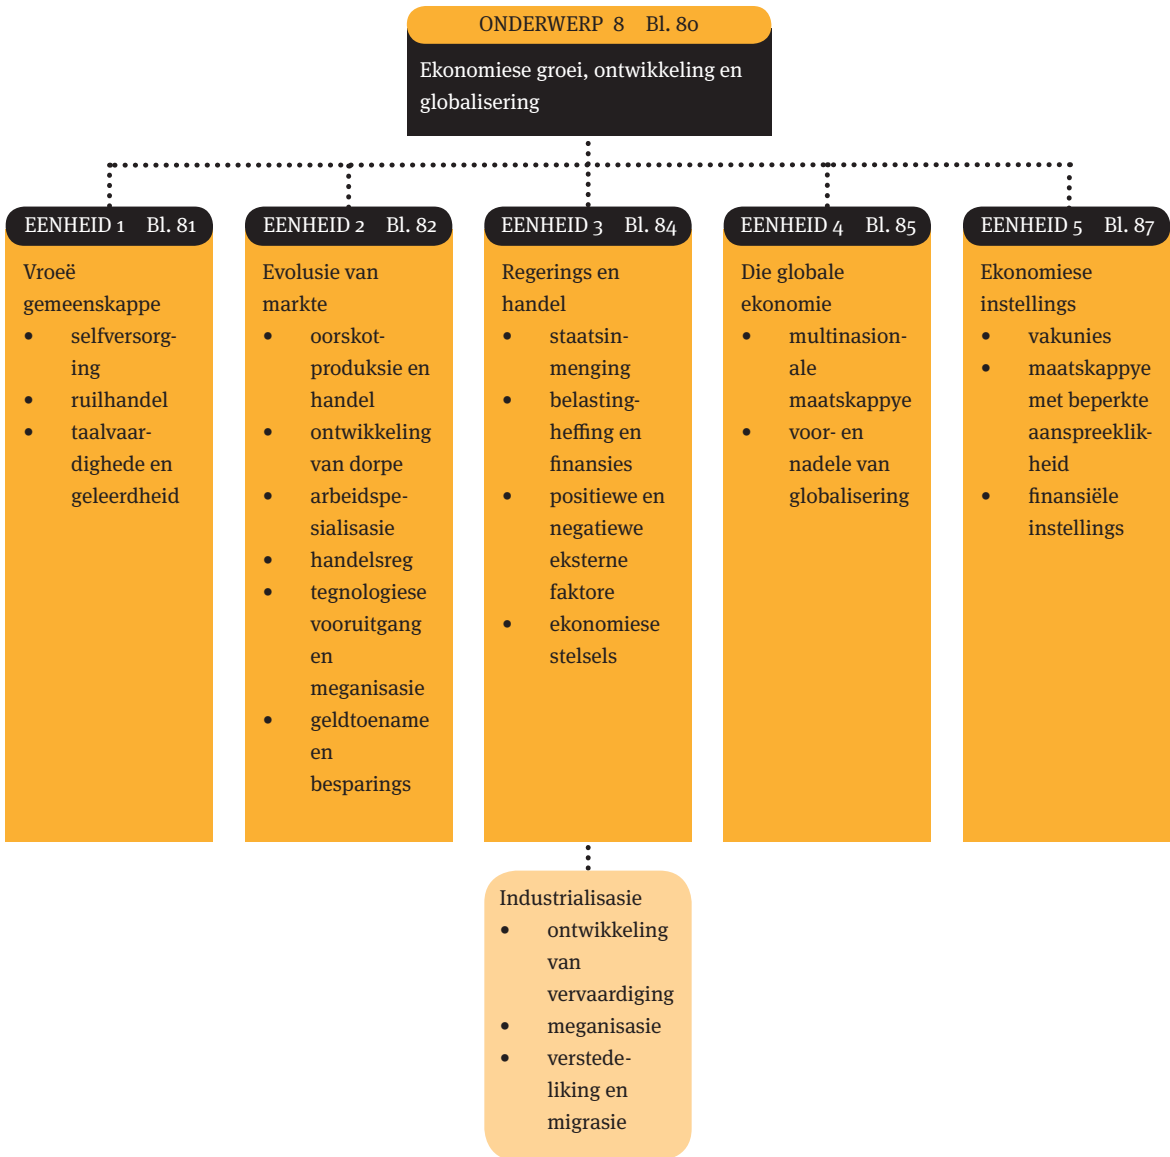 ONDERWERP 8 Bl. 80
Ekonomiese groei, ontwikkeling en
globalisering
EENHEID 1 Bl. 81
Vroeë
gemeenskappe
• selfversorg-
ing
• ruilhandel
• taalvaar-
dighede en
geleerdheid
EENHEID 2 Bl. 82
Evolusie van
markte
• oorskot-
produksie en
handel
• ontwikkeling
van dorpe
• arbeidspe-
sialisasie
• handelsreg
• tegnologiese
vooruitgang
en
meganisasie
• geldtoename
en
besparings
EENHEID 3 Bl. 84
Regerings en
handel
• staatsin-
menging
• belasting-
heffing en
finansies
• positiewe en
negatiewe
eksterne
faktore
• ekonomiese
stelsels
EENHEID 4 Bl. 85
Die globale
ekonomie
• multinasion-
ale
maatskappye
• voor- en
nadele van
globalisering
EENHEID 5 Bl. 87
Ekonomiese
instellings
• vakunies
• maatskappye
met beperkte
aanspreeklik-
heid
• finansiële
instellings
Industrialisasie
• ontwikkeling
van
vervaardiging
• meganisasie
• verstede-
liking en
migrasie